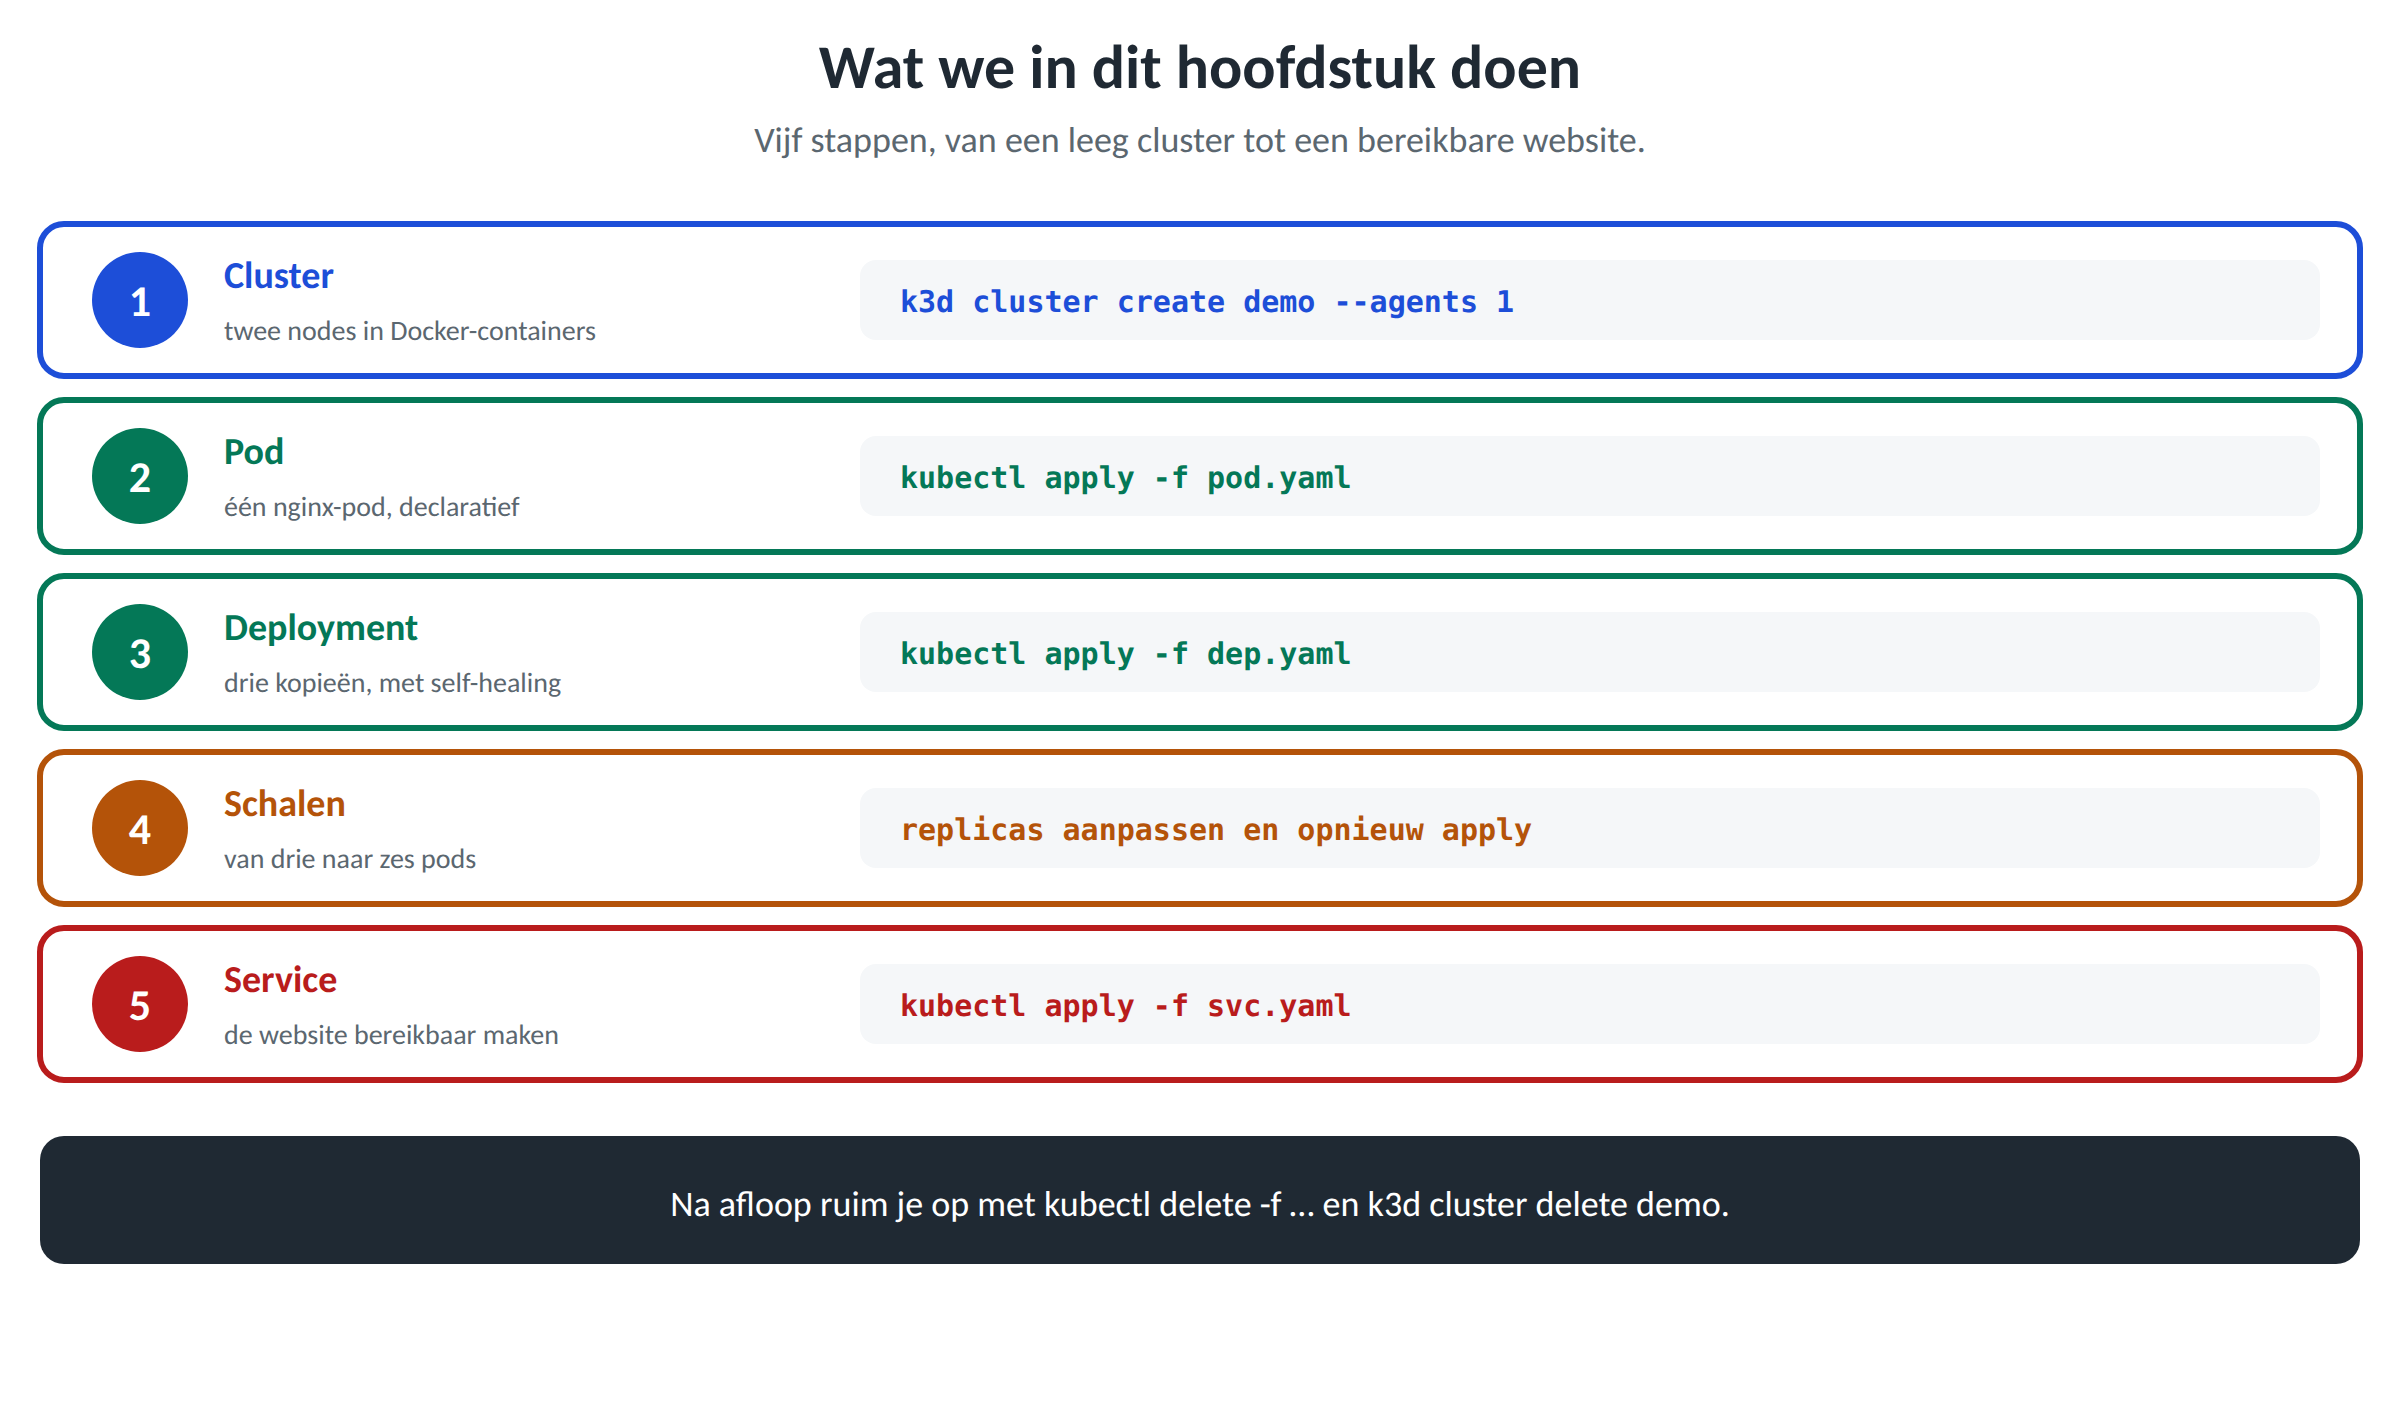 Wat we in dit hoofdstuk doen
Vijf stappen, van een leeg cluster tot een bereikbare website.
1
Cluster
twee nodes in Docker-containers
k3d cluster create demo --agents 1
2
Pod
één nginx-pod, declaratief
kubectl apply -f pod.yaml
3
Deployment
drie kopieën, met self-healing
kubectl apply -f dep.yaml
4
Schalen
van drie naar zes pods
replicas aanpassen en opnieuw apply
5
Service
de website bereikbaar maken
kubectl apply -f svc.yaml
Na afloop ruim je op met kubectl delete -f ... en k3d cluster delete demo.